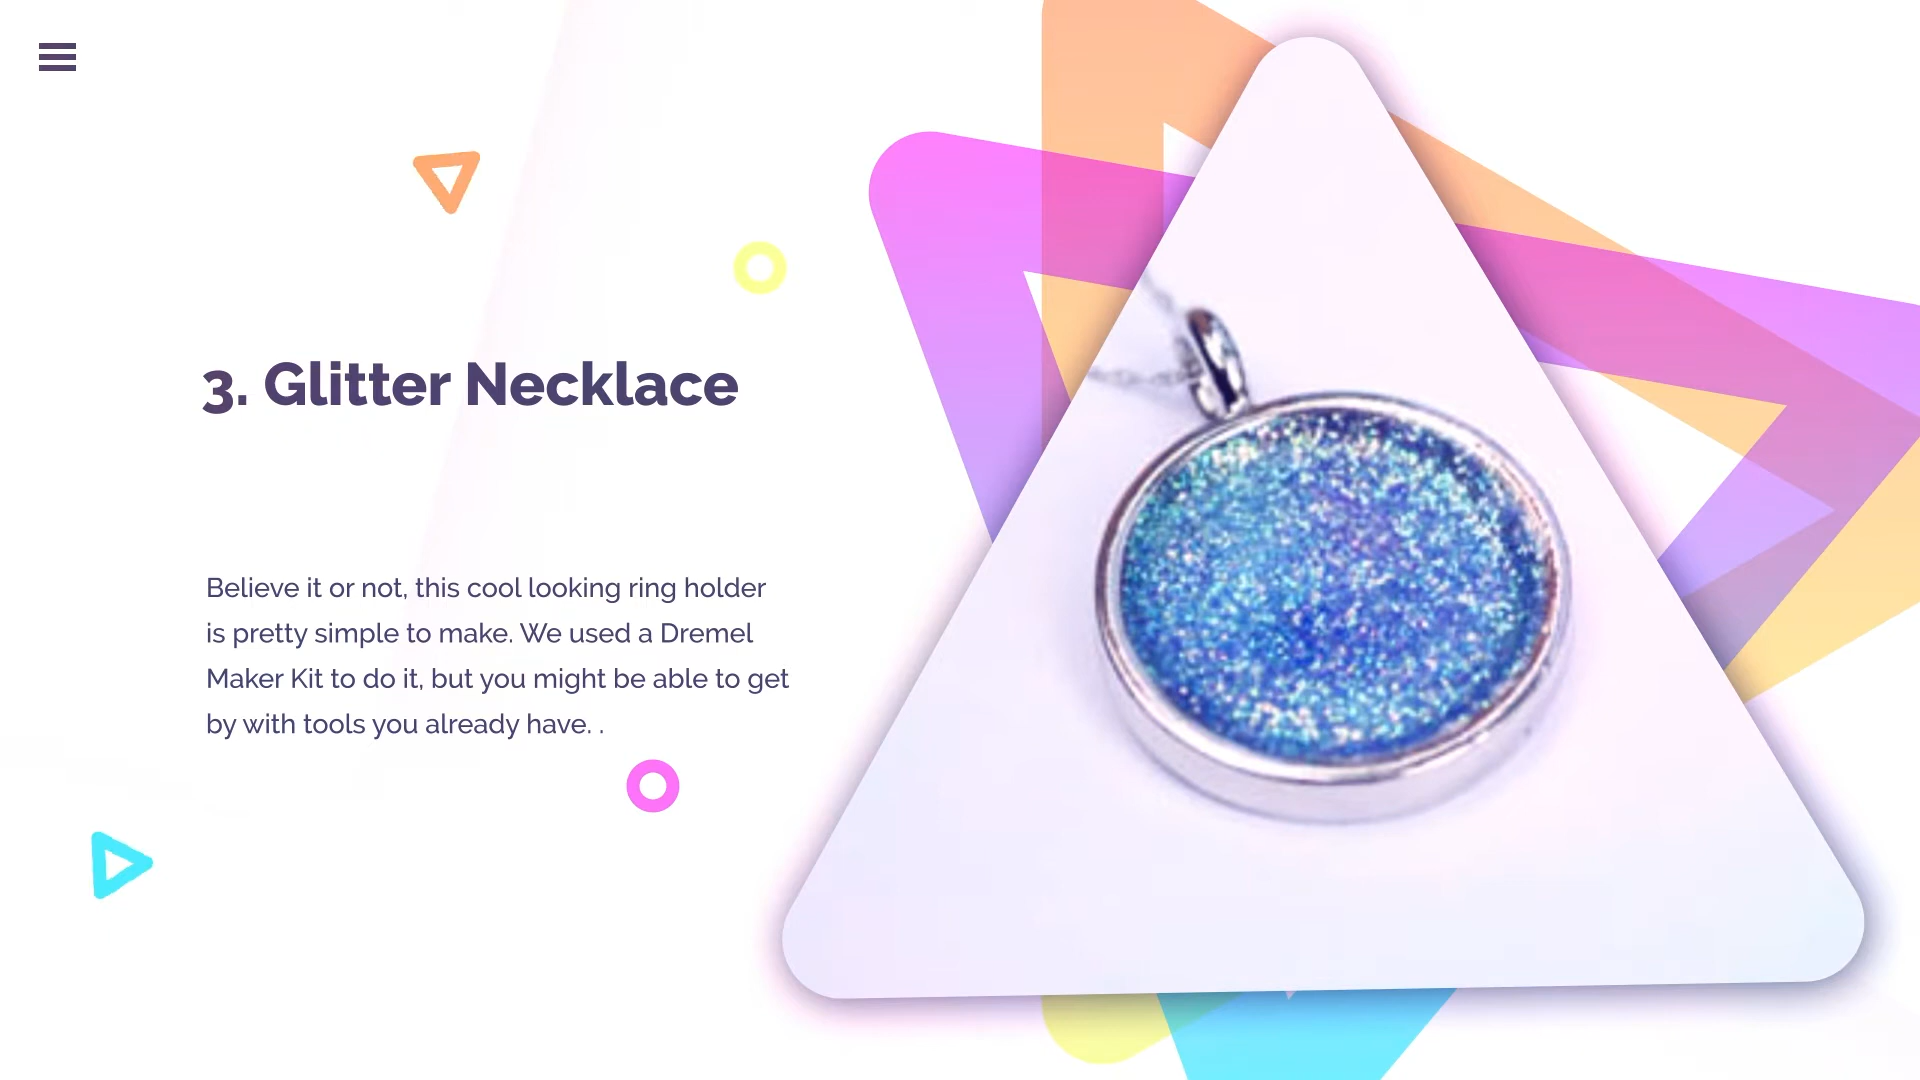 3. Glitter Necklace
Believe it or not, this cool looking ring holder
is pretty simple to make. We used a Dremel
Maker Kit to do it, but you might be able to get
by with tools you already have. .